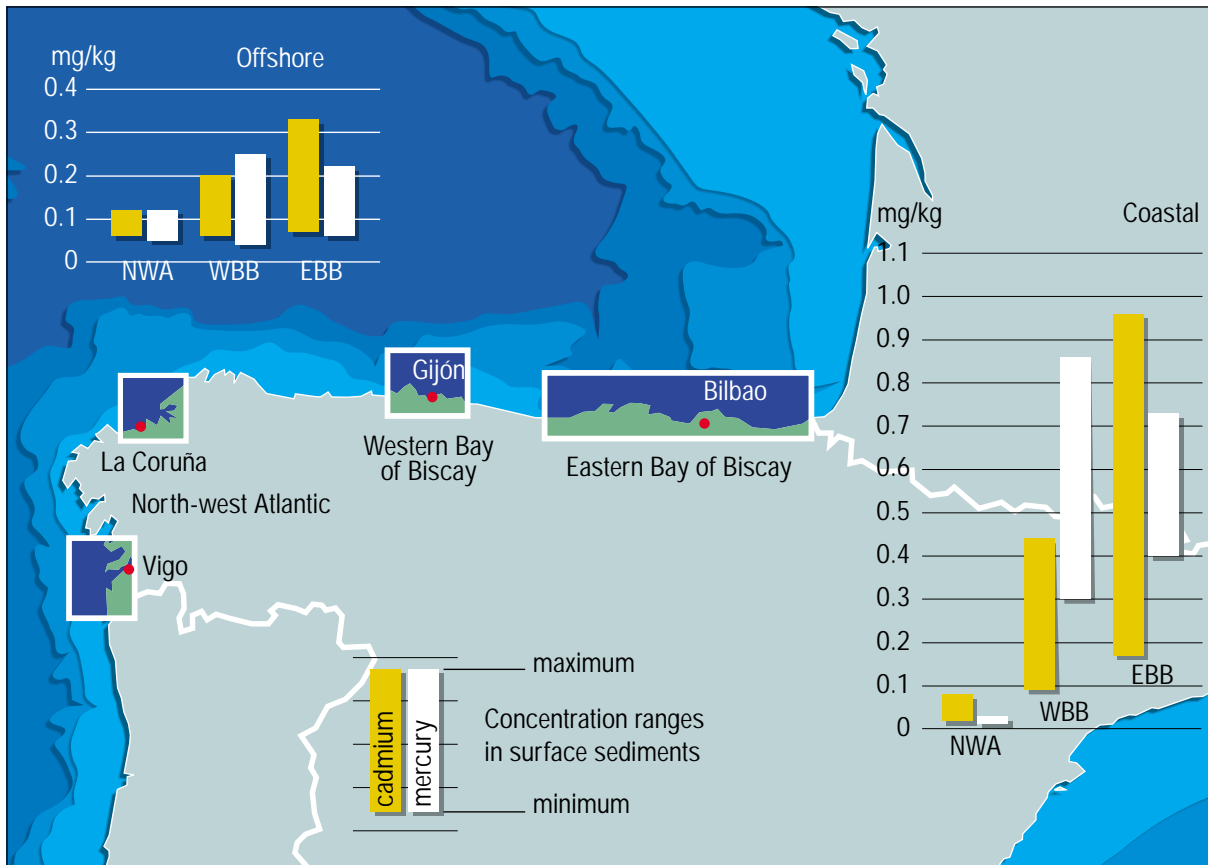 mg/kg Offshore
0.4
0.3
0.2
0.1
0
NWA WBB EBB
mg/kg Coastal
1.1
1.0
0.9
0.8
0.7
0.6
0.5
0.4
0.3
0.2
0.1
0
NWA
WBB
EBB
Gijón
Bilbao
La Coruña
Western Bay
of Biscay
Eastern Bay of Biscay
North-west Atlantic
Vigo
maximum
cadmium
mercury
Concentration ranges
in surface sediments
minimum